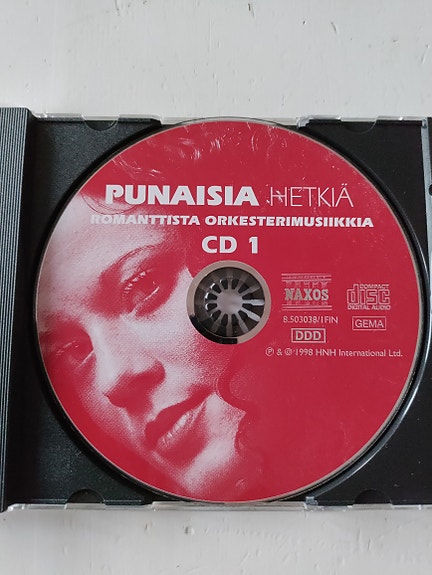 PUNAISIA HETKIÄ
ROMANTTISTA ORKESTERIMUSIIKKIA
CD 1
NAXOS
8.503038/1FIN
DDD
COMPACT
disc
DIGITAL AUDIO
GEMA
℗ & © 1998 HNH International Ltd.